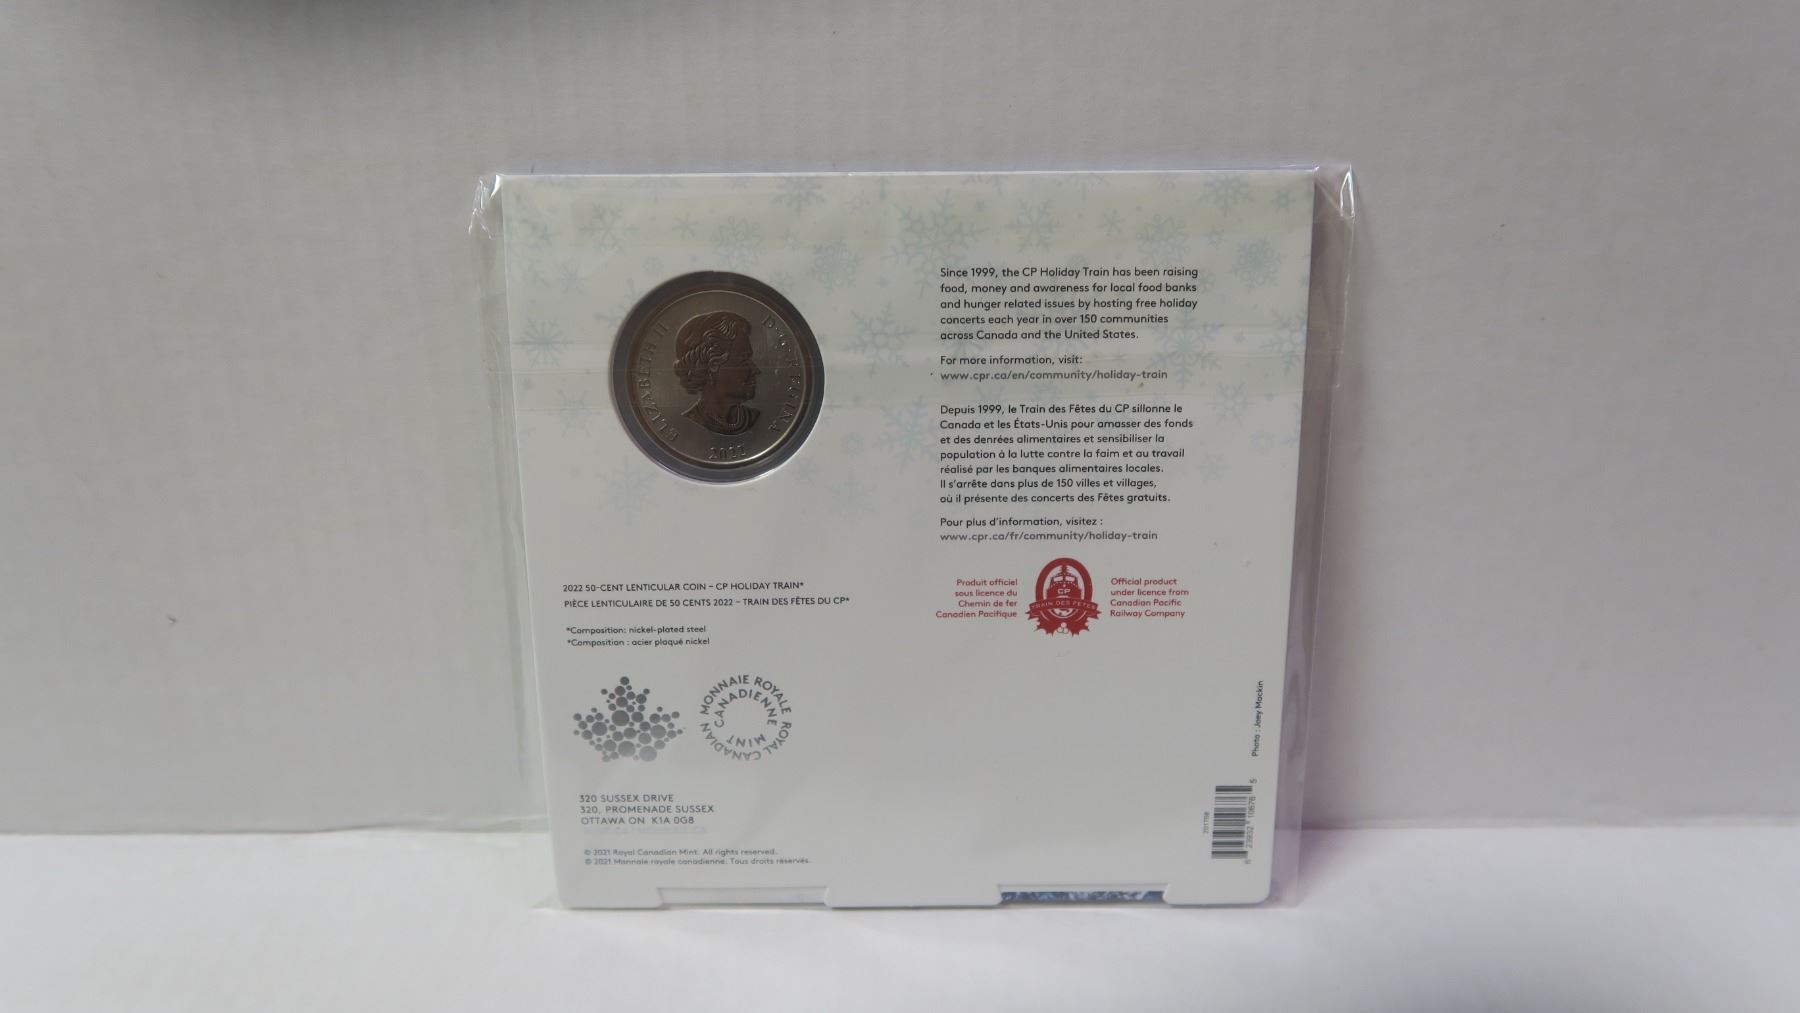 ELIZABETH II D·G·REGINA
2022
Since 1999, the CP Holiday Train has been raising
food, money and awareness for local food banks
and hunger related issues by hosting free holiday
concerts each year in over 150 communities
across Canada and the United States.
For more information, visit:
www.cpr.ca/en/community/holiday-train
Depuis 1999, le Train des Fêtes du CP sillonne le
Canada et les États-Unis pour amasser des fonds
et des denrées alimentaires et sensibiliser la
population à la lutte contre la faim et au travail
réalisé par les banques alimentaires locales.
Il s'arrête dans plus de 150 villes et villages,
où il présente des concerts des Fêtes gratuits.
Pour plus d'information, visitez :
www.cpr.ca/fr/community/holiday-train
2022 50-CENT LENTICULAR COIN – CP HOLIDAY TRAIN*
PIÈCE LENTICULAIRE DE 50 CENTS 2022 – TRAIN DES FÊTES DU CP*
*Composition: nickel-plated steel
*Composition : acier plaqué nickel
Produit officiel
sous licence du
Chemin de fer
Canadien Pacifique
CP
TRAIN DES FÊTES
Official product
under licence from
Canadian Pacific
Railway Company
MONNAIE ROYALE CANADIENNE
ROYAL CANADIAN MINT
320 SUSSEX DRIVE
320, PROMENADE SUSSEX
OTTAWA ON K1A 0G8
© 2021 Royal Canadian Mint. All rights reserved.
© 2021 Monnaie royale canadienne. Tous droits réservés.
Photo : Joey Mackin
6 23932 10676 5